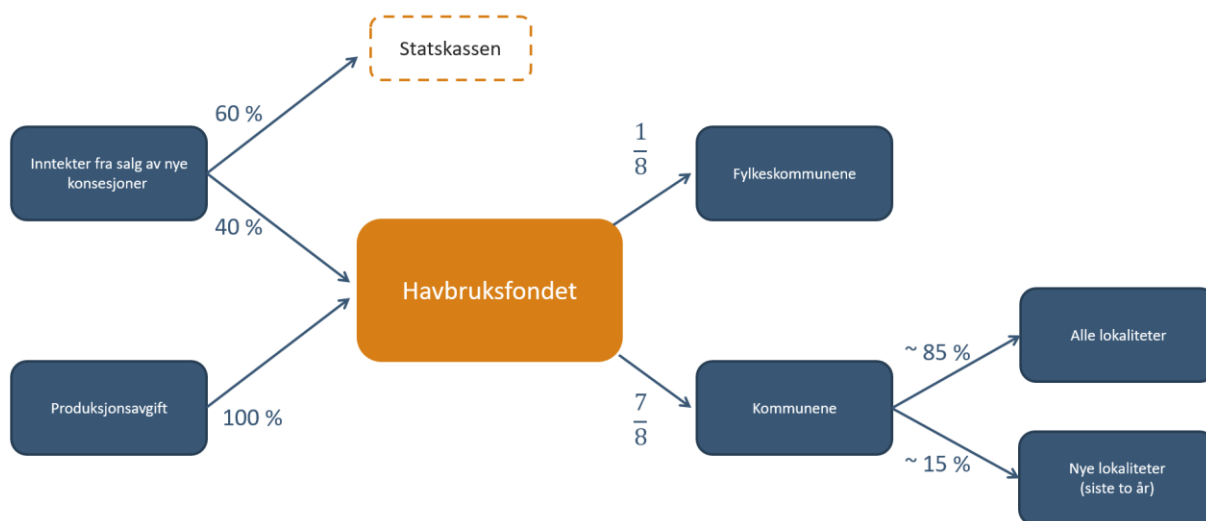 Statskassen
60 %
Inntekter fra salg av nye
konsesjoner
40 %
1
8
Fylkeskommunene
Havbruksfondet
Produksjonsavgift
100 %
7
8
Kommunene
~ 85 %
Alle lokaliteter
~ 15 %
Nye lokaliteter
(siste to år)